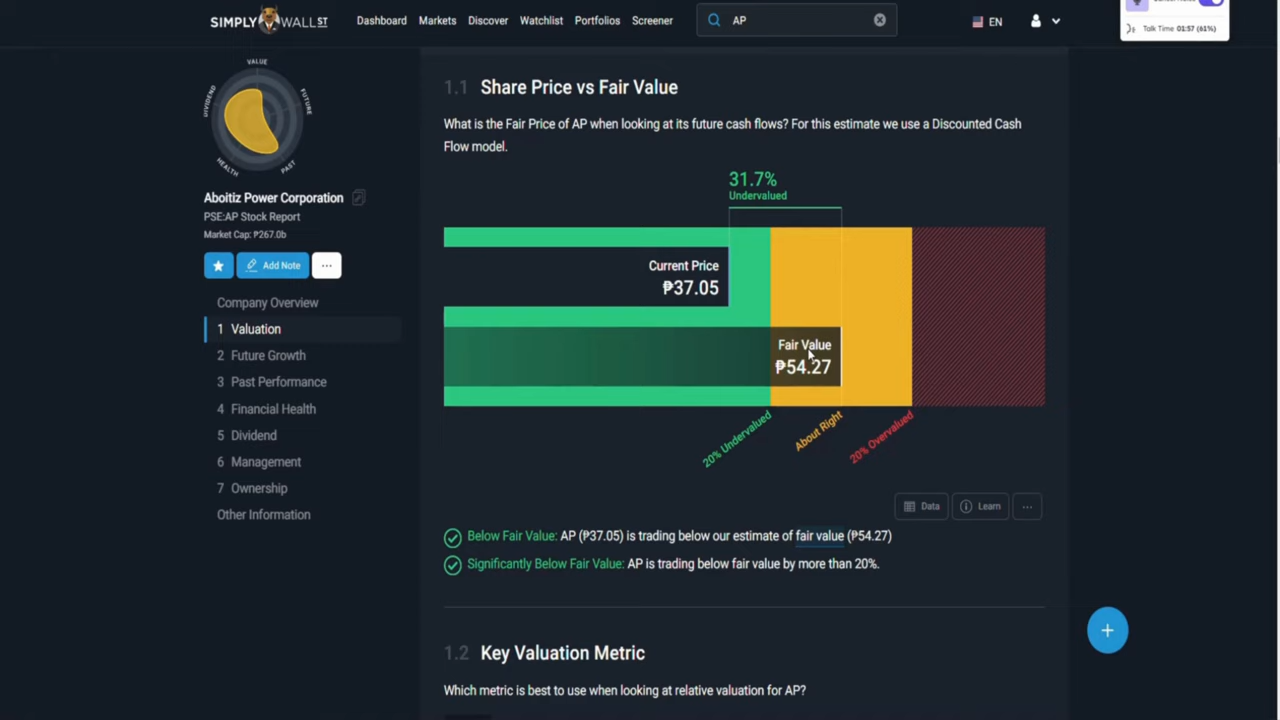 SIMPLY WALL ST
Dashboard
Markets
Discover
Watchlist
Portfolios
Screener
AP
EN
Talk Time 01:57 (61%)
VALUE
FUTURE
PAST
HEALTH
DIVIDEND
Aboitiz Power Corporation
PSE:AP Stock Report
Market Cap: ₱267.0b
Add Note
Company Overview
1 Valuation
2 Future Growth
3 Past Performance
4 Financial Health
5 Dividend
6 Management
7 Ownership
Other Information
1.1 Share Price vs Fair Value
What is the Fair Price of AP when looking at its future cash flows? For this estimate we use a Discounted Cash
Flow model.
31.7%
Undervalued
Current Price
₱37.05
Fair Value
₱54.27
20% Undervalued
About Right
20% Overvalued
Data
Learn
Below Fair Value: AP (₱37.05) is trading below our estimate of fair value (₱54.27)
Significantly Below Fair Value: AP is trading below fair value by more than 20%.
1.2 Key Valuation Metric
Which metric is best to use when looking at relative valuation for AP?